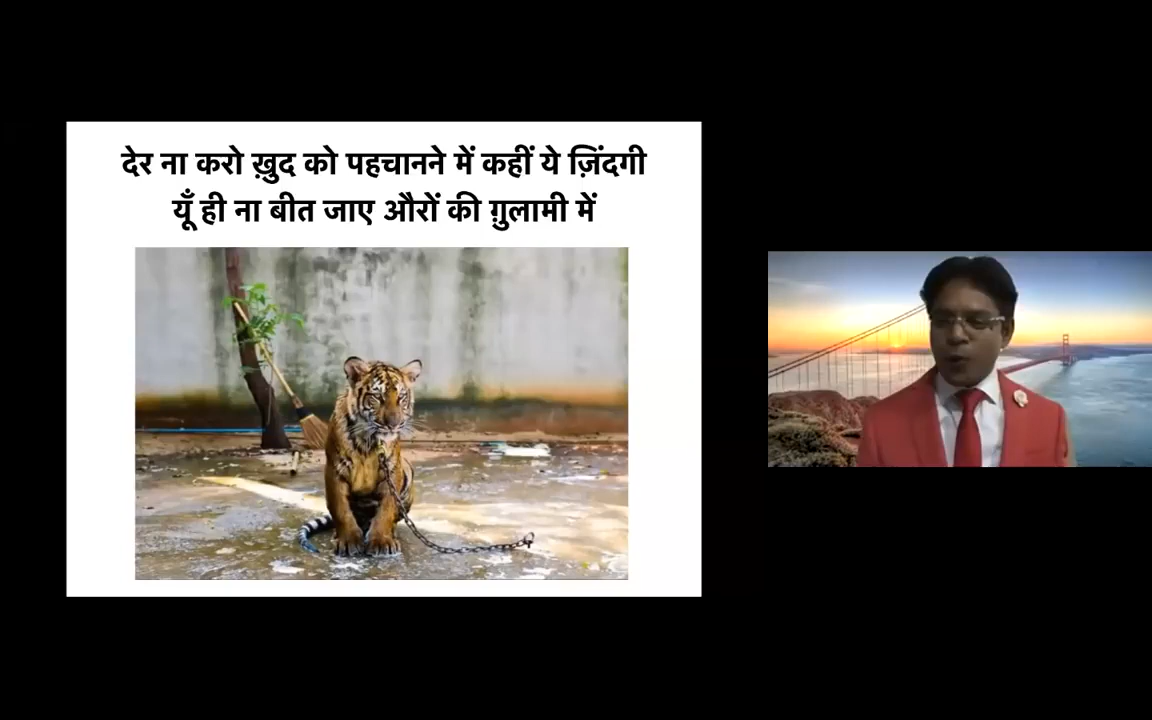 देर ना करो ख़ुद को पहचानने में कहीं ये ज़िंदगी
यूँ ही ना बीत जाए औरों की ग़ुलामी में